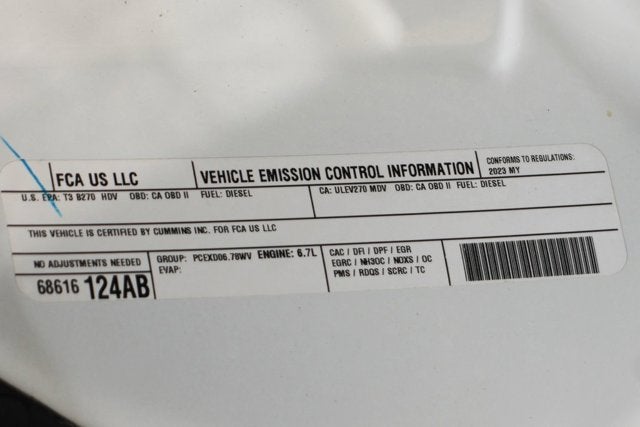 FCA US LLC
VEHICLE EMISSION CONTROL INFORMATION
CONFORMS TO REGULATIONS:
2023 MY
U.S. EPA: T3 B270 HDV OBD: CA OBD II FUEL: DIESEL
CA: ULEV270 MDV OBD: CA OBD II FUEL: DIESEL
THIS VEHICLE IS CERTIFIED BY CUMMINS INC. FOR FCA US LLC
NO ADJUSTMENTS NEEDED
68616 124AB
GROUP: PCEXD06.78WV ENGINE: 6.7L
EVAP:
CAC / DFI / DPF / EGR
EGRC / NH3OC / NOXS / OC
PMS / RDQS / SCRC / TC